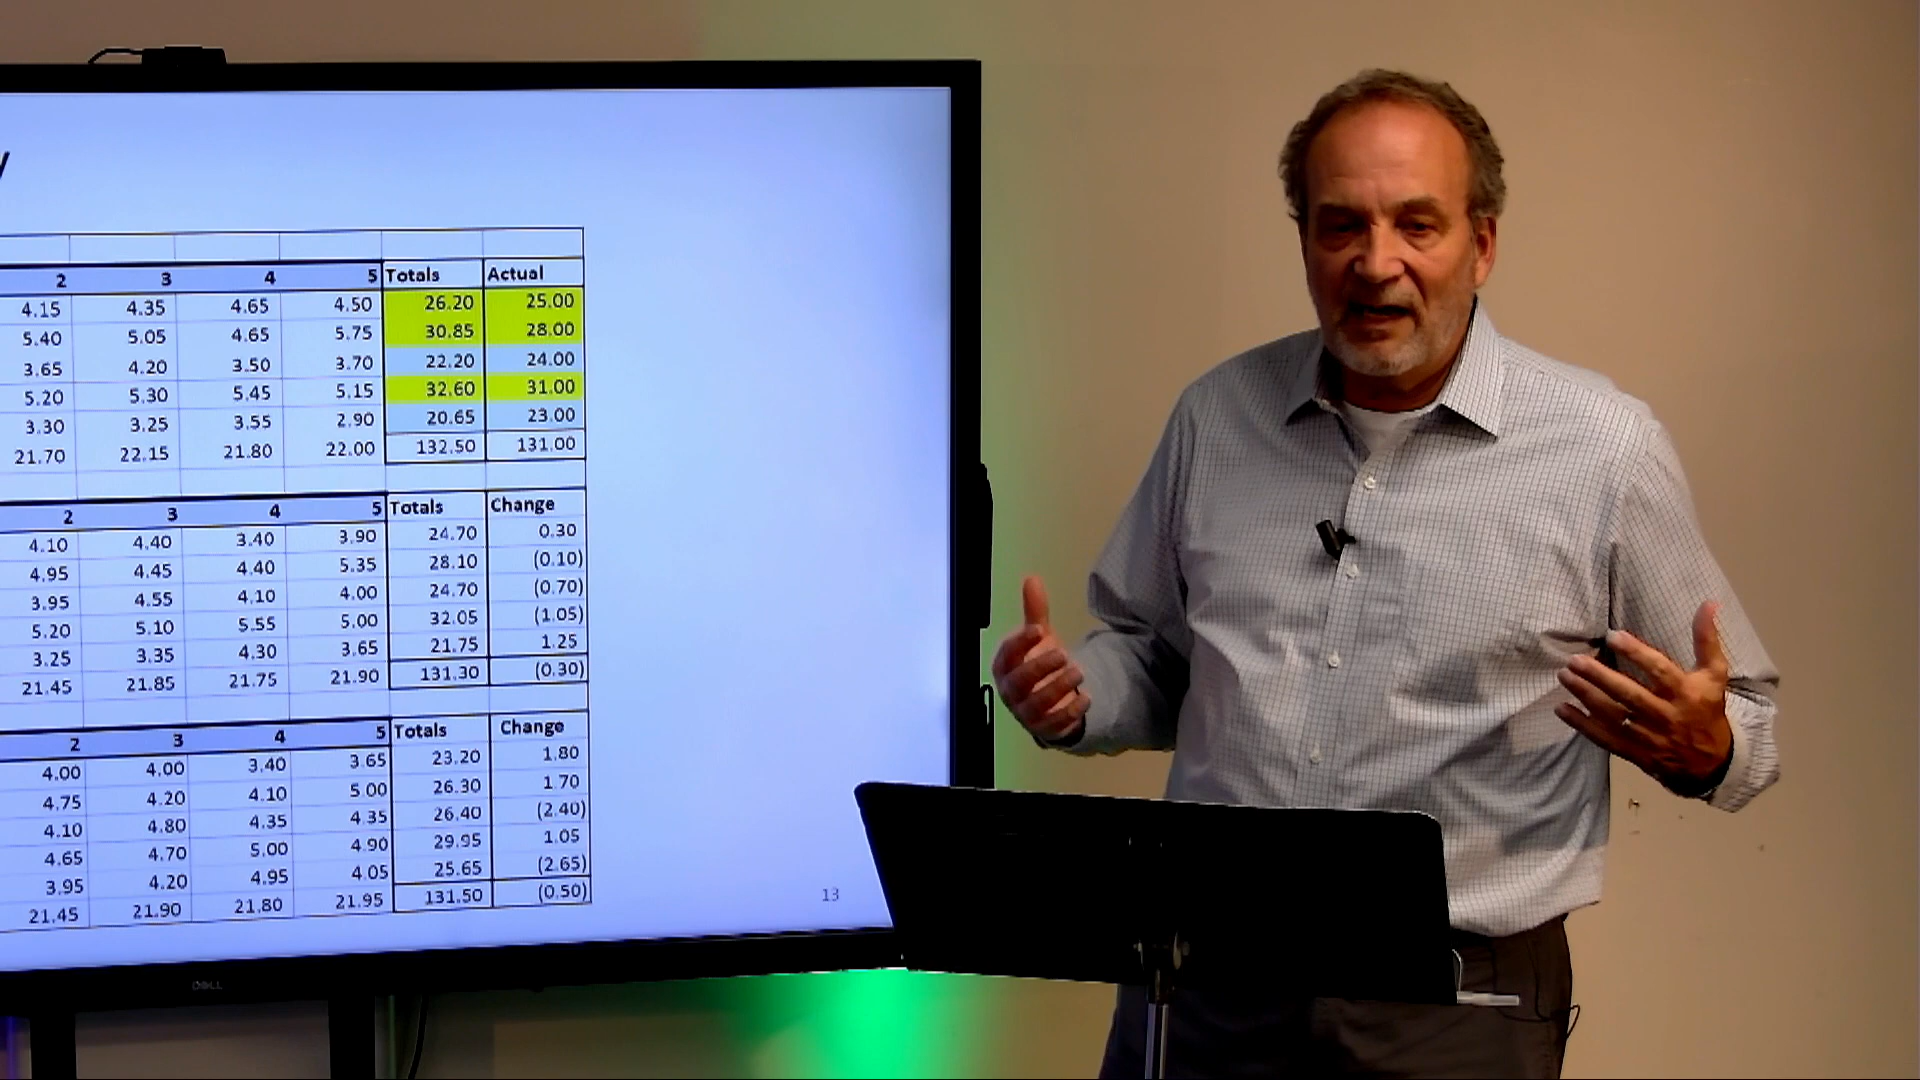 y
2 3 4 5 Totals Actual
4.15 4.35 4.65 4.50 26.20 25.00
5.40 5.05 4.65 5.75 30.85 28.00
3.65 4.20 3.50 3.70 22.20 24.00
5.20 5.30 5.45 5.15 32.60 31.00
3.30 3.25 3.55 2.90 20.65 23.00
21.70 22.15 21.80 22.00 132.50 131.00
2 3 4 5 Totals Change
4.10 4.40 3.40 3.90 24.70 0.30
4.95 4.45 4.40 5.35 28.10 (0.10)
3.95 4.55 4.10 4.00 24.70 (0.70)
5.20 5.10 5.55 5.00 32.05 (1.05)
3.25 3.35 4.30 3.65 21.75 1.25
21.45 21.85 21.75 21.90 131.30 (0.30)
2 3 4 5 Totals Change
4.00 4.00 3.40 3.65 23.20 1.80
4.75 4.20 4.10 5.00 26.30 1.70
4.10 4.80 4.35 4.35 26.40 (2.40)
4.65 4.70 5.00 4.90 29.95 1.05
3.95 4.20 4.95 4.05 25.65 (2.65)
21.45 21.90 21.80 21.95 131.50 (0.50)
13
DELL